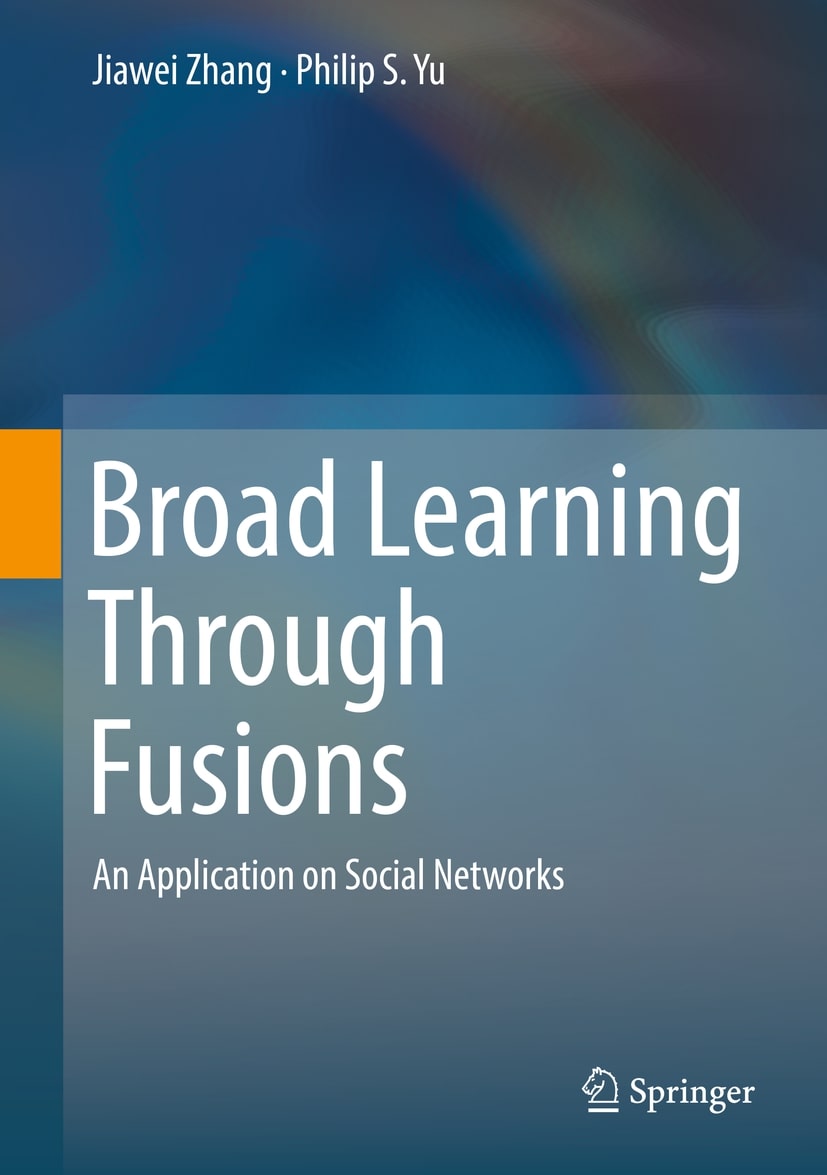 Jiawei Zhang · Philip S. Yu
Broad Learning
Through
Fusions
An Application on Social Networks
Springer